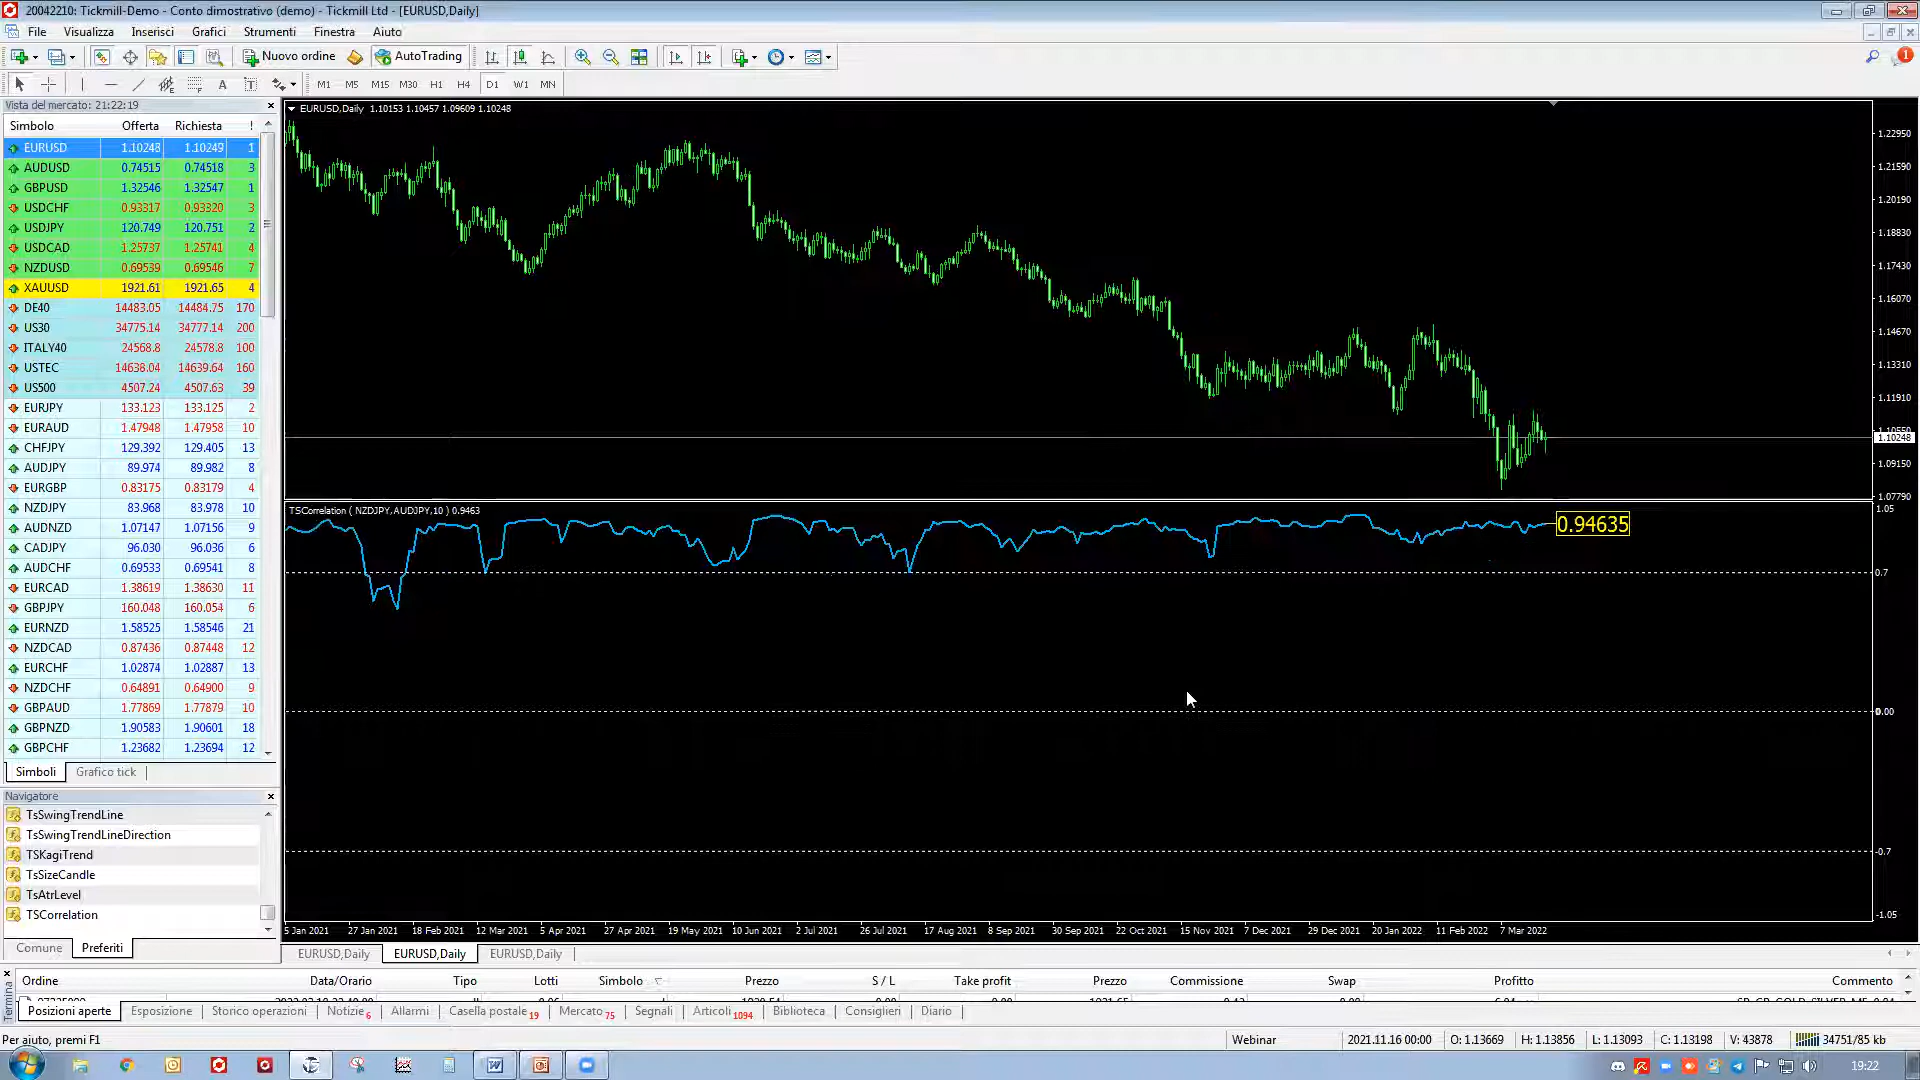 20042210: Tickmill-Demo - Conto dimostrativo (demo) - Tickmill Ltd - [EURUSD,Daily]
File Visualizza Inserisci Grafici Strumenti Finestra Aiuto
Nuovo ordine AutoTrading 1
M1 M5 M15 M30 H1 H4 D1 W1 MN
Vista del mercato: 21:22:19
Simbolo Offerta Richiesta !
EURUSD 1.10248 1.10249 1
AUDUSD 0.74515 0.74518 3
GBPUSD 1.32546 1.32547 1
USDCHF 0.93317 0.93320 3
USDJPY 120.749 120.751 2
USDCAD 1.25737 1.25741 4
NZDUSD 0.69539 0.69546 7
XAUUSD 1921.61 1921.65 4
DE40 14483.05 14484.75 170
US30 34775.14 34777.14 200
ITALY40 24568.8 24578.8 100
USTEC 14638.04 14639.64 160
US500 4507.24 4507.63 39
EURJPY 133.123 133.125 2
EURAUD 1.47948 1.47958 10
CHFJPY 129.392 129.405 13
AUDJPY 89.974 89.982 8
EURGBP 0.83175 0.83179 4
NZDJPY 83.968 83.978 10
AUDNZD 1.07147 1.07156 9
CADJPY 96.030 96.036 6
AUDCHF 0.69533 0.69541 8
EURCAD 1.38619 1.38630 11
GBPJPY 160.048 160.054 6
EURNZD 1.58525 1.58546 21
NZDCAD 0.87436 0.87448 12
EURCHF 1.02874 1.02887 13
NZDCHF 0.64891 0.64900 9
GBPAUD 1.77869 1.77879 10
GBPNZD 1.90583 1.90601 18
GBPCHF 1.23682 1.23694 12
Simboli Grafico tick
Navigatore
TsSwingTrendLine
TsSwingTrendLineDirection
TSKagiTrend
TsSizeCandle
TsAtrLevel
TSCorrelation
Comune Preferiti
EURUSD,Daily 1.10153 1.10457 1.09609 1.10248
1.22950
1.21590
1.20190
1.18830
1.17430
1.16070
1.14670
1.13310
1.11910
1.10248
1.09150
1.07790
TSCorrelation ( NZDJPY,AUDJPY,10 ) 0.9463
0.94635
1.05
0.7
0.00
-0.7
-1.05
5 Jan 2021 27 Jan 2021 18 Feb 2021 12 Mar 2021 5 Apr 2021 27 Apr 2021 19 May 2021 10 Jun 2021 2 Jul 2021 26 Jul 2021 17 Aug 2021 8 Sep 2021 30 Sep 2021 22 Oct 2021 15 Nov 2021 7 Dec 2021 29 Dec 2021 20 Jan 2022 11 Feb 2022 7 Mar 2022
EURUSD,Daily EURUSD,Daily EURUSD,Daily
Ordine Data/Orario Tipo Lotti Simbolo Prezzo S / L Take profit Prezzo Commissione Swap Profitto Commento
Posizioni aperte Esposizione Storico operazioni Notizie 6 Allarmi Casella postale 19 Mercato 75 Segnali Articoli 1094 Biblioteca Consiglieri Diario
Per aiuto, premi F1 Webinar 2021.11.16 00:00 O: 1.13669 H: 1.13856 L: 1.13093 C: 1.13198 V: 43878 34751/85 kb
19:22